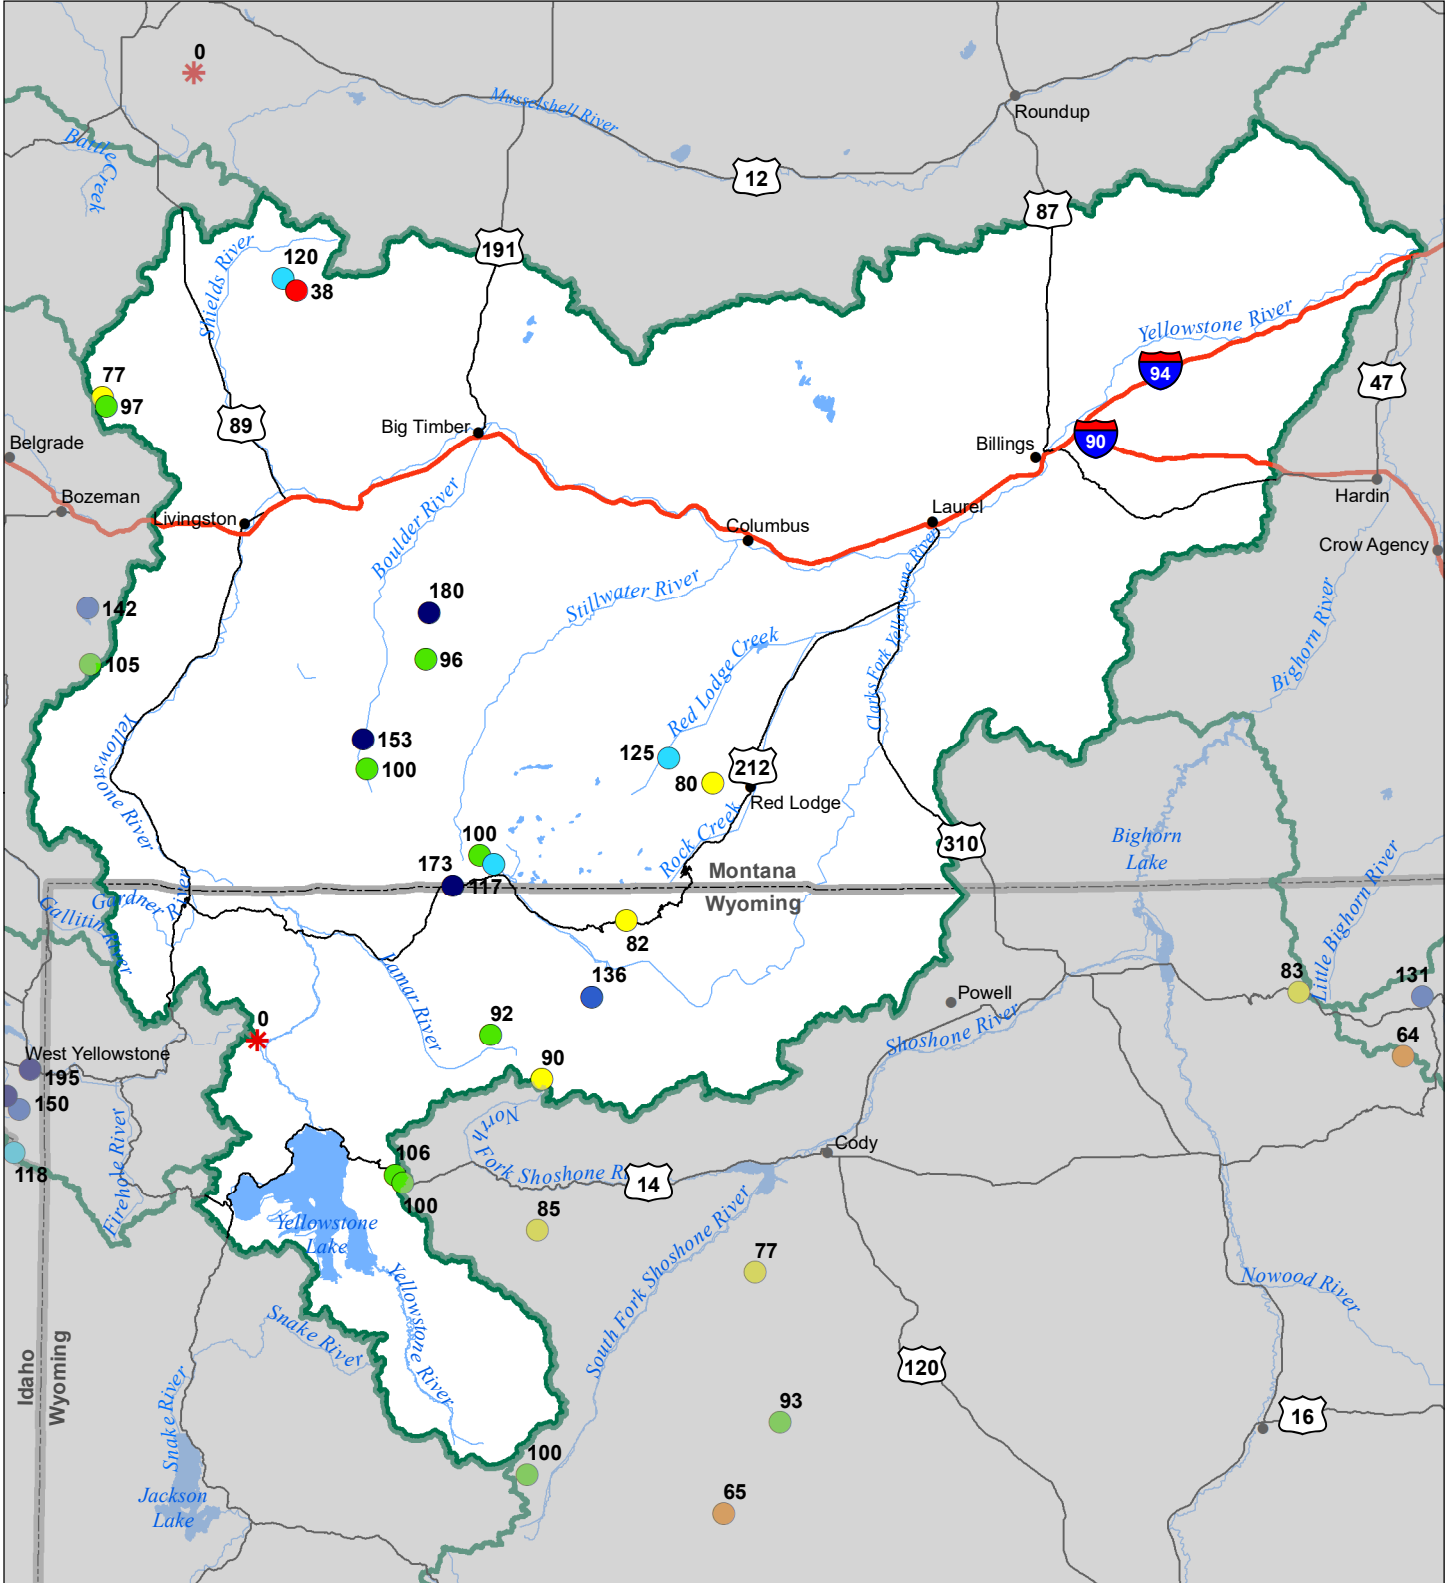 0
Roundup
Musselshell River
Battle
Creek
12
87
191
Shields River
120
38
Yellowstone River
94
47
77
97
89
Big Timber
Belgrade
Billings
90
Bozeman
Hardin
Livingston
Laurel
Columbus
Crow Agency
Boulder River
Stillwater River
Clarks Fork Yellowstone River
142
180
105
96
Red Lodge Creek
Bighorn River
Yellowstone River
153
100
125
80
212
Red Lodge
Rock Creek
310
Bighorn
Lake
100
173
117
Montana
Wyoming
Little Bighorn River
Gardner River
Gallitin River
82
Lamar River
136
83
131
Powell
Shoshone River
92
0
64
West Yellowstone
195
90
150
Firehole River
North
Fork Shoshone Ri
118
106
100
14
Cody
85
Yellowstone
Lake
77
South Fork Shoshone River
Nowood River
Yellowstone River
Snake River
Idaho
Wyoming
120
Snake River
93
16
100
65
Jackson
Lake